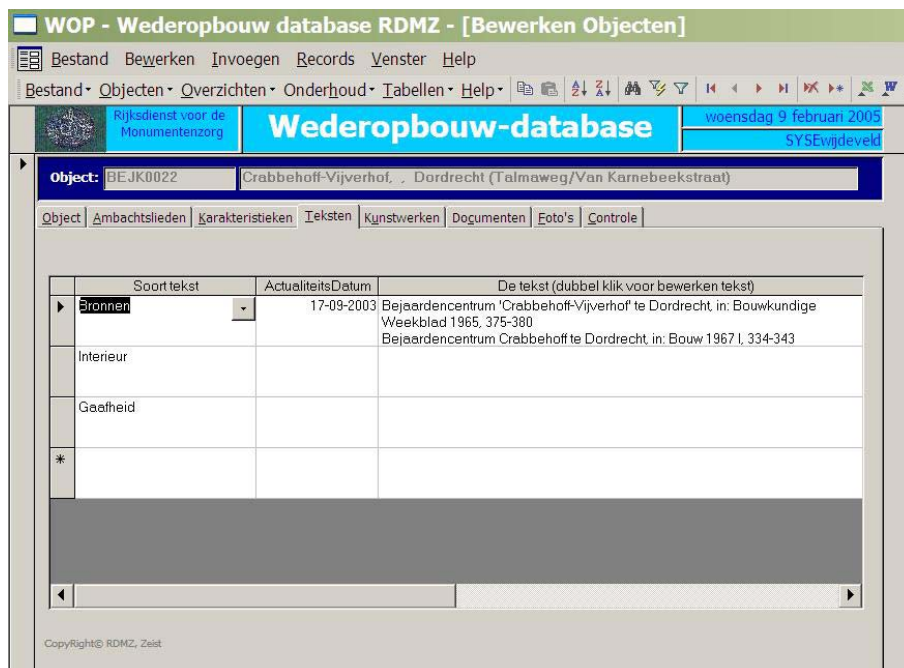 WOP - Wederopbouw database RDMZ - [Bewerken Objecten]
Bestand Bewerken Invoegen Records Venster Help
Bestand Objecten Overzichten Onderhoud Tabellen Help
Rijksdienst voor de
Monumentenzorg
Wederopbouw-database
woensdag 9 februari 2005
SYSEwijdeveld
Object: BEJK0022 Crabbehoff-Vijverhof, , Dordrecht (Talmaweg/Van Karnebeekstraat)
Object Ambachtslieden Karakteristieken Teksten Kunstwerken Documenten Foto's Controle
Soort tekst ActualiteitsDatum De tekst (dubbel klik voor bewerken tekst)
Bronnen 17-09-2003 Bejaardencentrum 'Crabbehoff-Vijverhof' te Dordrecht, in: Bouwkundige
Weekblad 1965, 375-380
Bejaardencentrum Crabbehoff te Dordrecht, in: Bouw 1967 I, 334-343
Interieur
Gaafheid
CopyRight© RDMZ, Zeist